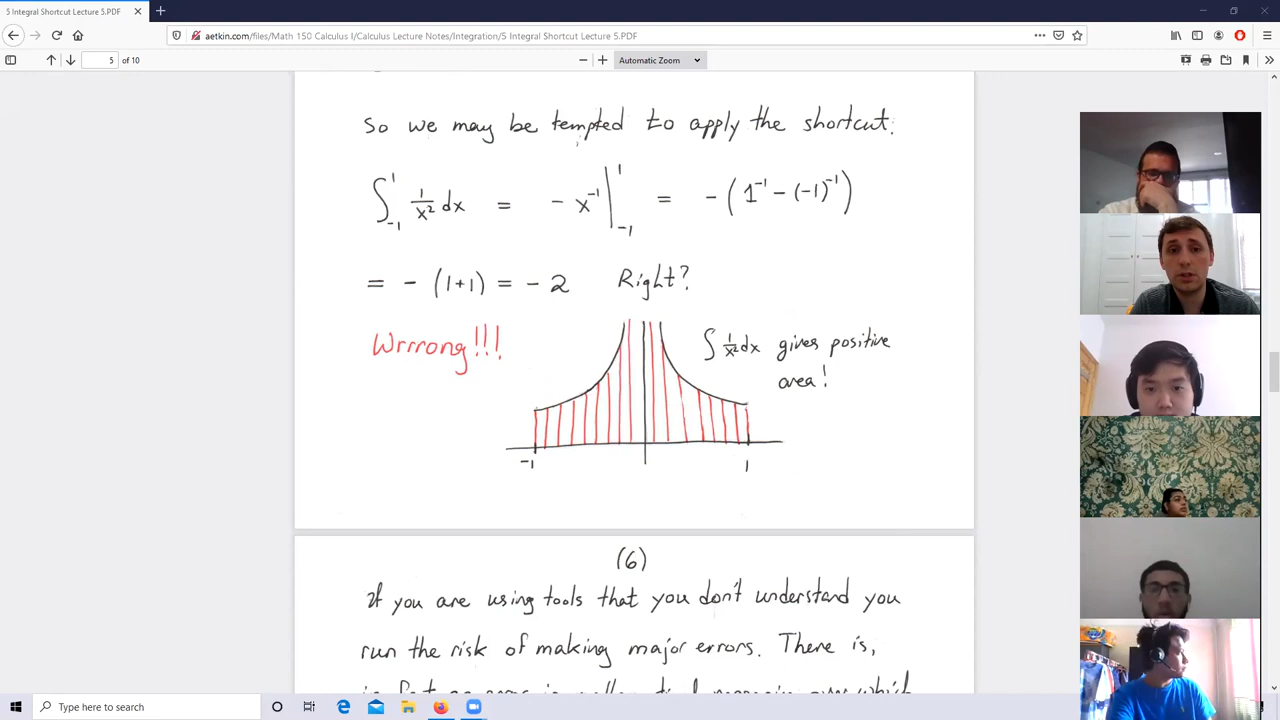 5 Integral Shortcut Lecture 5.PDF
aetkin.com/files/Math 150 Calculus I/Calculus Lecture Notes/Integration/5 Integral Shortcut Lecture 5.PDF
5 of 10
Automatic Zoom
So we may be tempted to apply the shortcut:
∫₋₁¹ 1/x² dx = - x⁻¹ |₋₁¹ = - (1⁻¹ - (-1)⁻¹)
= - (1+1) = - 2 Right?
Wrrrong!!!
∫ 1/x² dx gives positive
area!
-1 1
(6)
If you are using tools that you don't understand you
run the risk of making major errors. There is,
Type here to search